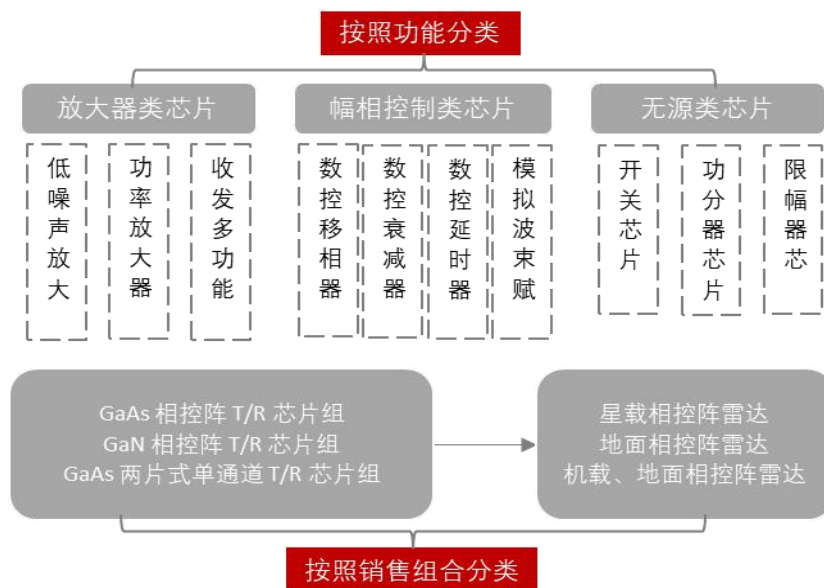 按照功能分类
放大器类芯片
幅相控制类芯片
无源类芯片
低噪声放大
功率放大器
收发多功能
数控移相器
数控衰减器
数控延时器
模拟波束赋
开关芯片
功分器芯片
限幅器芯
GaAs 相控阵 T/R 芯片组
GaN 相控阵 T/R 芯片组
GaAs 两片式单通道 T/R 芯片组
星载相控阵雷达
地面相控阵雷达
机载、地面相控阵雷达
按照销售组合分类